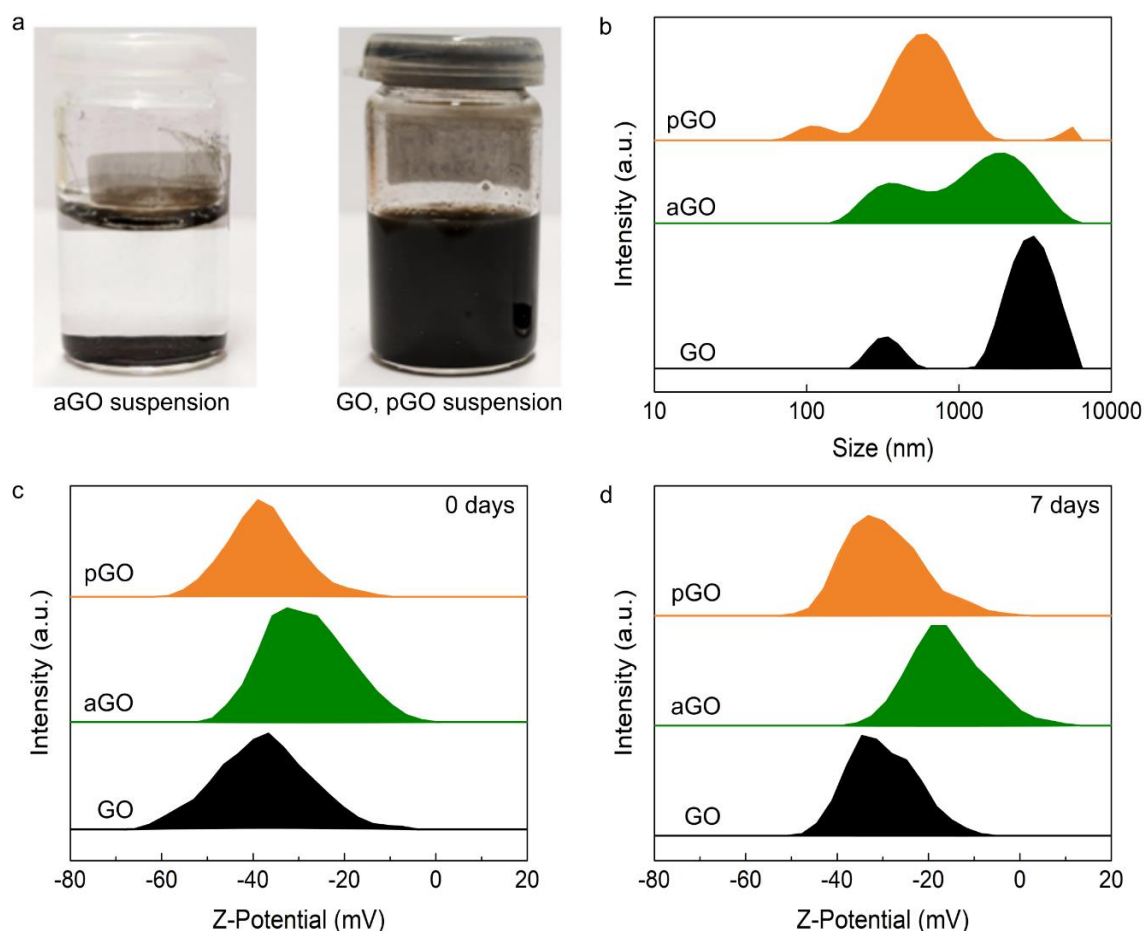 a
aGO suspension
GO, pGO suspension
b
pGO
aGO
GO
Intensity (a.u.)
10 100 1000 10000
Size (nm)
c
0 days
pGO
aGO
GO
Intensity (a.u.)
-80 -60 -40 -20 0 20
Z-Potential (mV)
d
7 days
pGO
aGO
GO
Intensity (a.u.)
-80 -60 -40 -20 0 20
Z-Potential (mV)